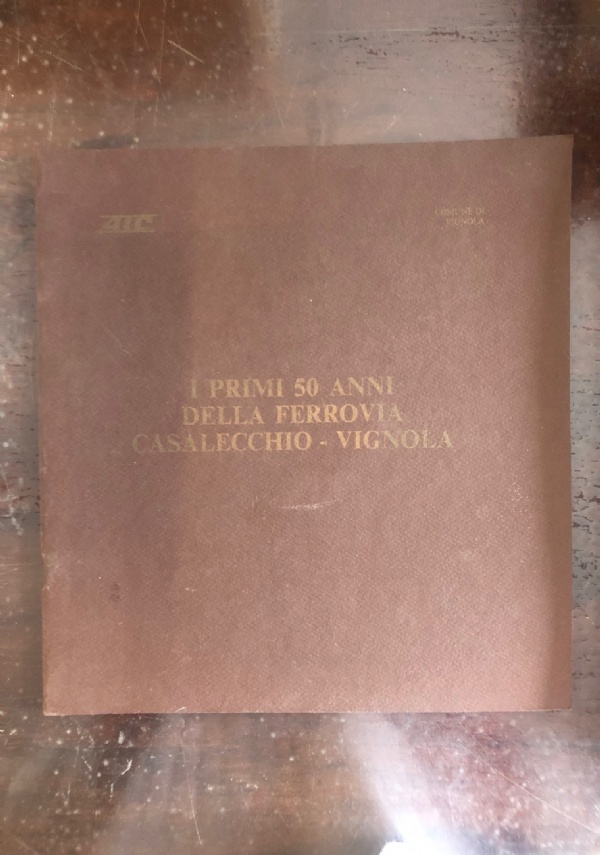 ATC
COMUNE DI
VIGNOLA
I PRIMI 50 ANNI
DELLA FERROVIA
CASALECCHIO - VIGNOLA